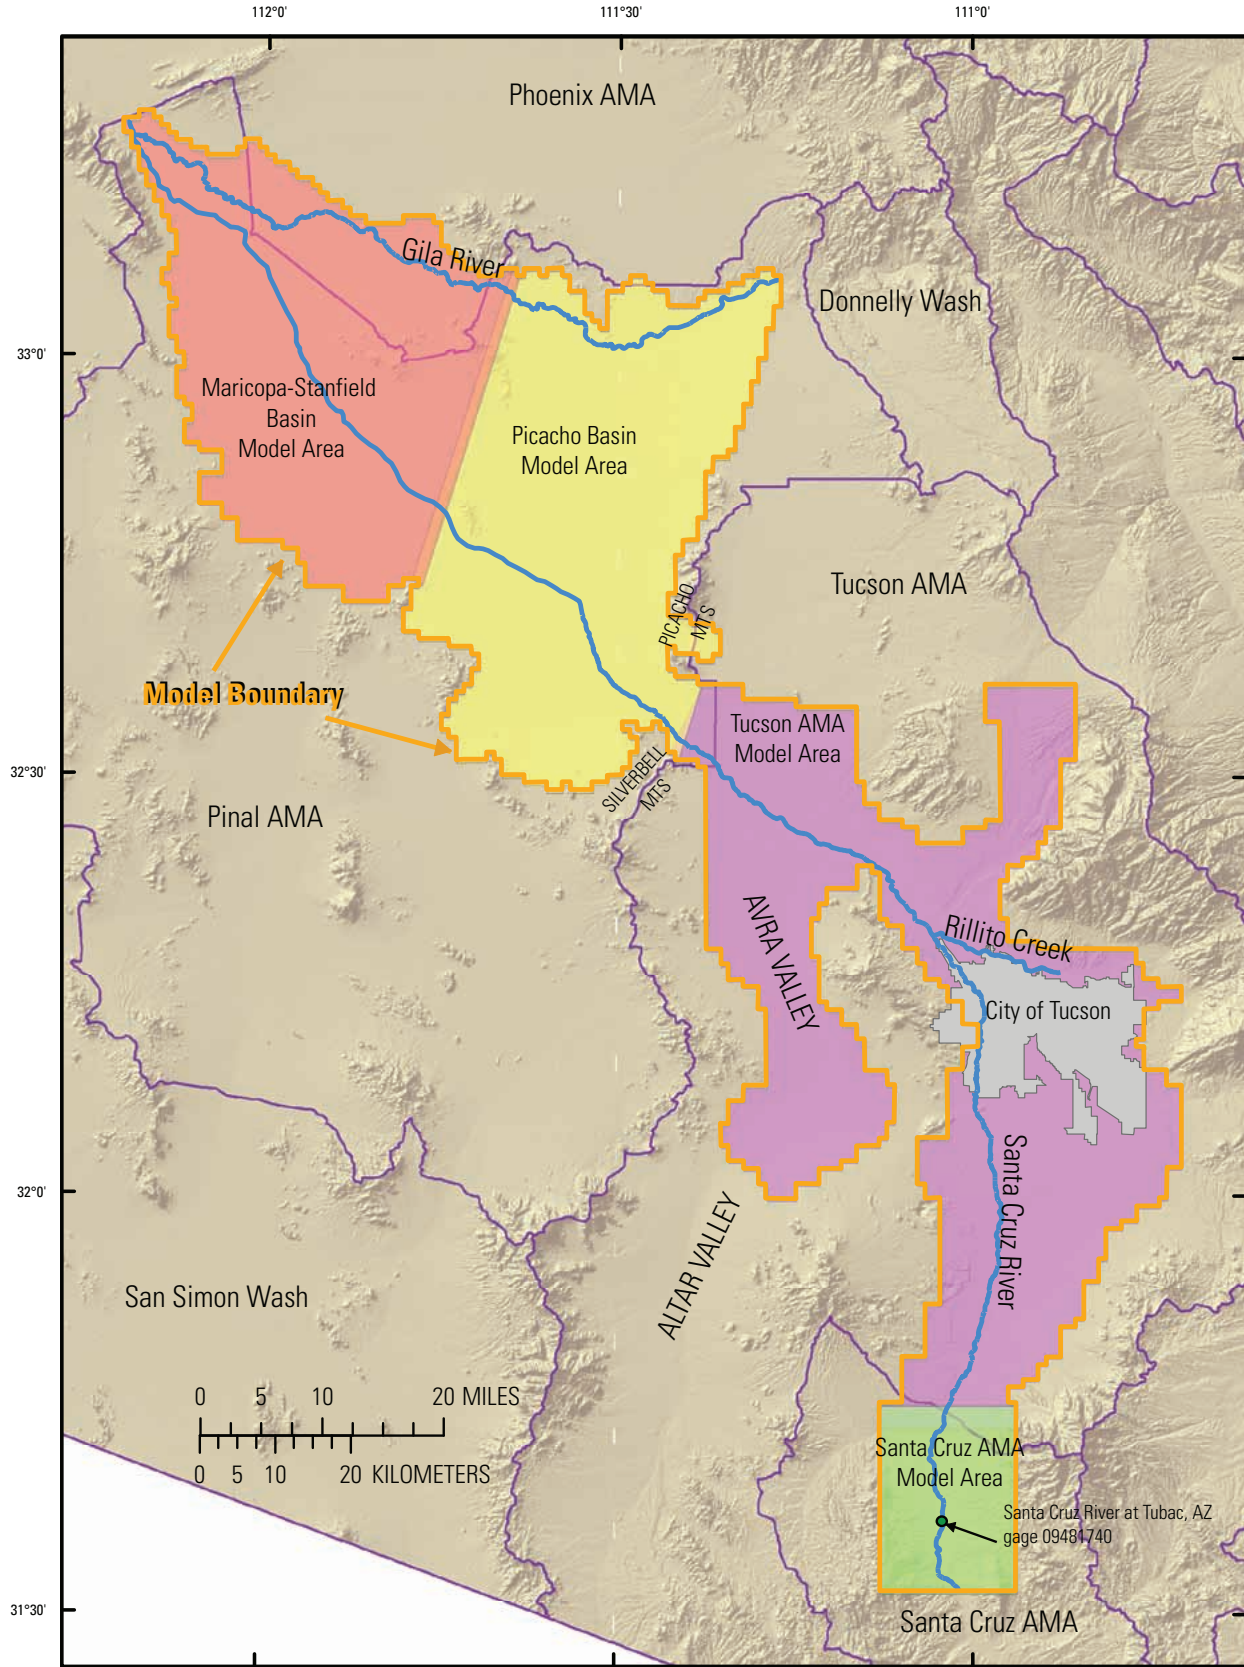 112°0'
111°30'
111°0'
Phoenix AMA
Gila River
Donnelly Wash
33°0'
Maricopa-Stanfield
Basin
Model Area
Picacho Basin
Model Area
Tucson AMA
PICACHO
MTS
Model Boundary
Tucson AMA
Model Area
32°30'
SILVERBELL
MTS
Pinal AMA
AVRA VALLEY
Rillito Creek
City of Tucson
Santa Cruz River
32°0'
ALTAR VALLEY
San Simon Wash
0 5 10 20 MILES
0 5 10 20 KILOMETERS
Santa Cruz AMA
Model Area
Santa Cruz River at Tubac, AZ
gage 09481740
31°30'
Santa Cruz AMA